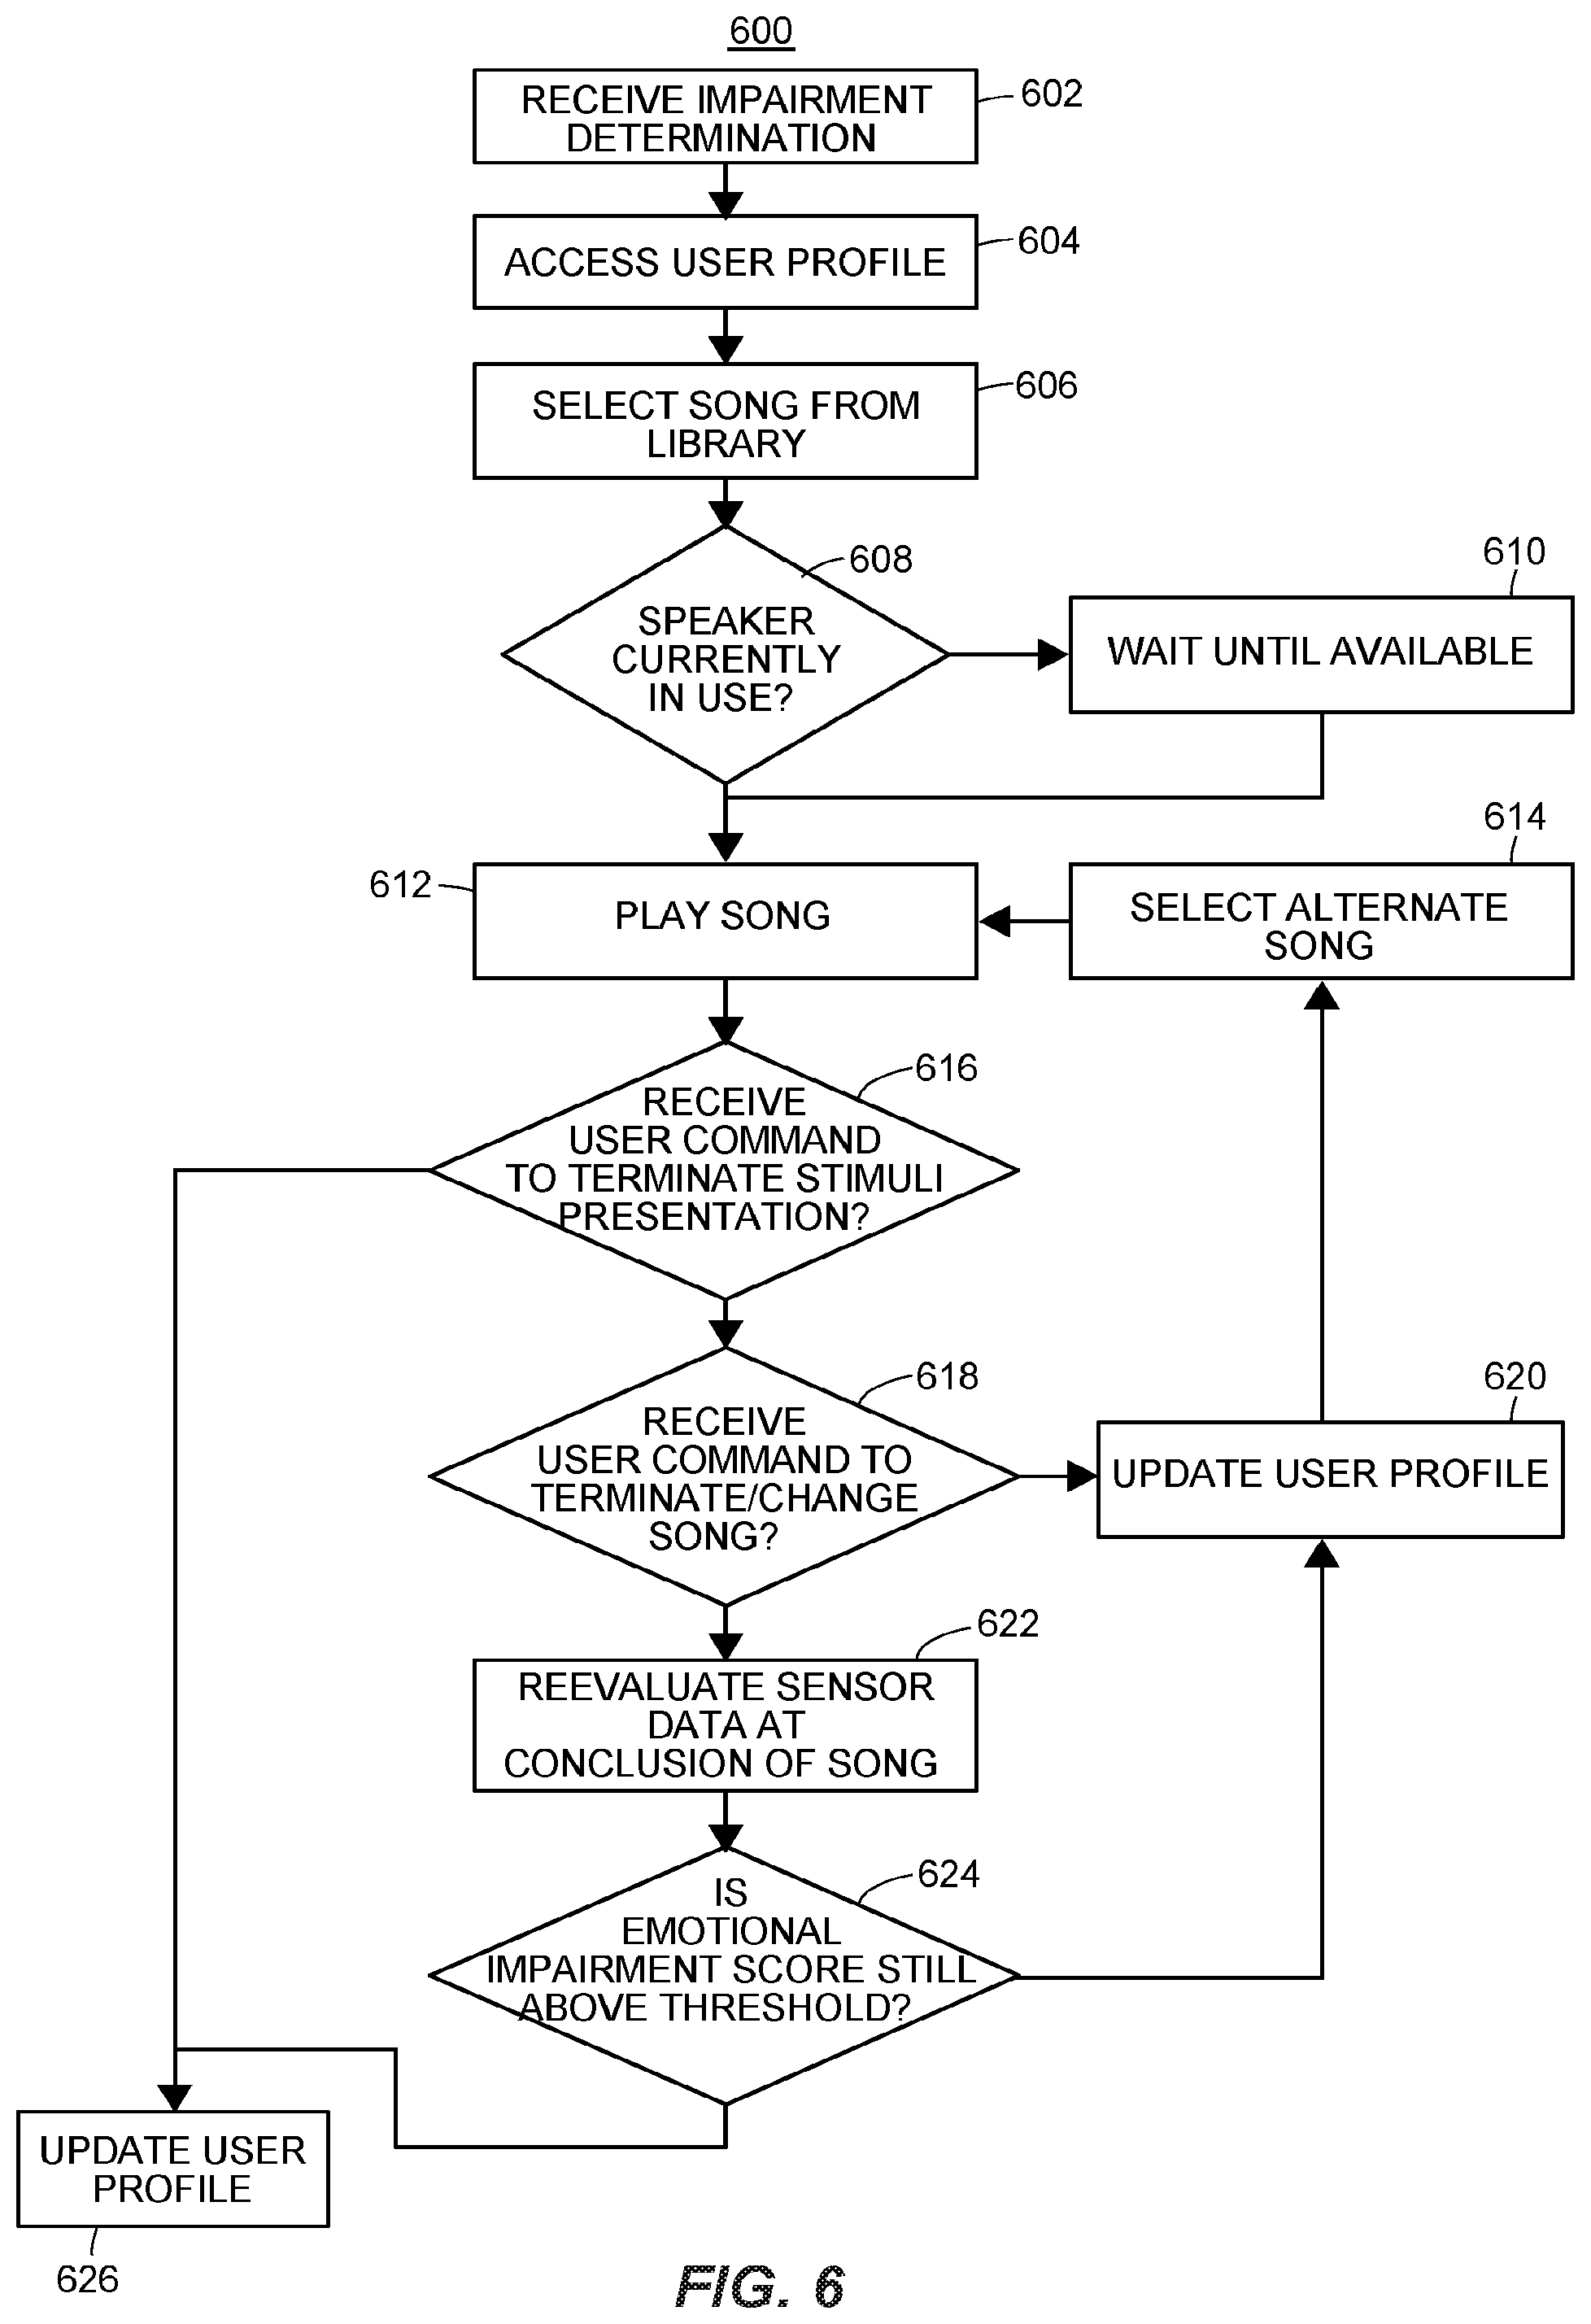 600
RECEIVE IMPAIRMENT
DETERMINATION
602
ACCESS USER PROFILE
604
SELECT SONG FROM
LIBRARY
606
608
SPEAKER
CURRENTLY
IN USE?
610
WAIT UNTIL AVAILABLE
612
PLAY SONG
614
SELECT ALTERNATE
SONG
616
RECEIVE
USER COMMAND
TO TERMINATE STIMULI
PRESENTATION?
618
RECEIVE
USER COMMAND TO
TERMINATE/CHANGE
SONG?
620
UPDATE USER PROFILE
622
REEVALUATE SENSOR
DATA AT
CONCLUSION OF SONG
624
IS
EMOTIONAL
IMPAIRMENT SCORE STILL
ABOVE THRESHOLD?
UPDATE USER
PROFILE
626
FIG. 6